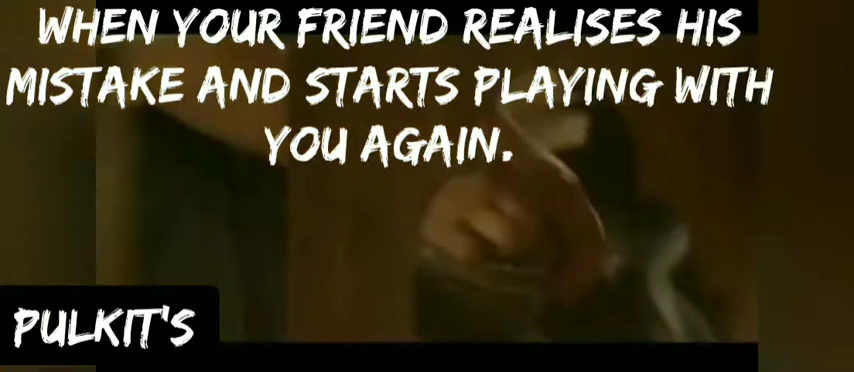 WHEN YOUR FRIEND REALISES HIS
MISTAKE AND STARTS PLAYING WITH
YOU AGAIN.
PULKIT'S